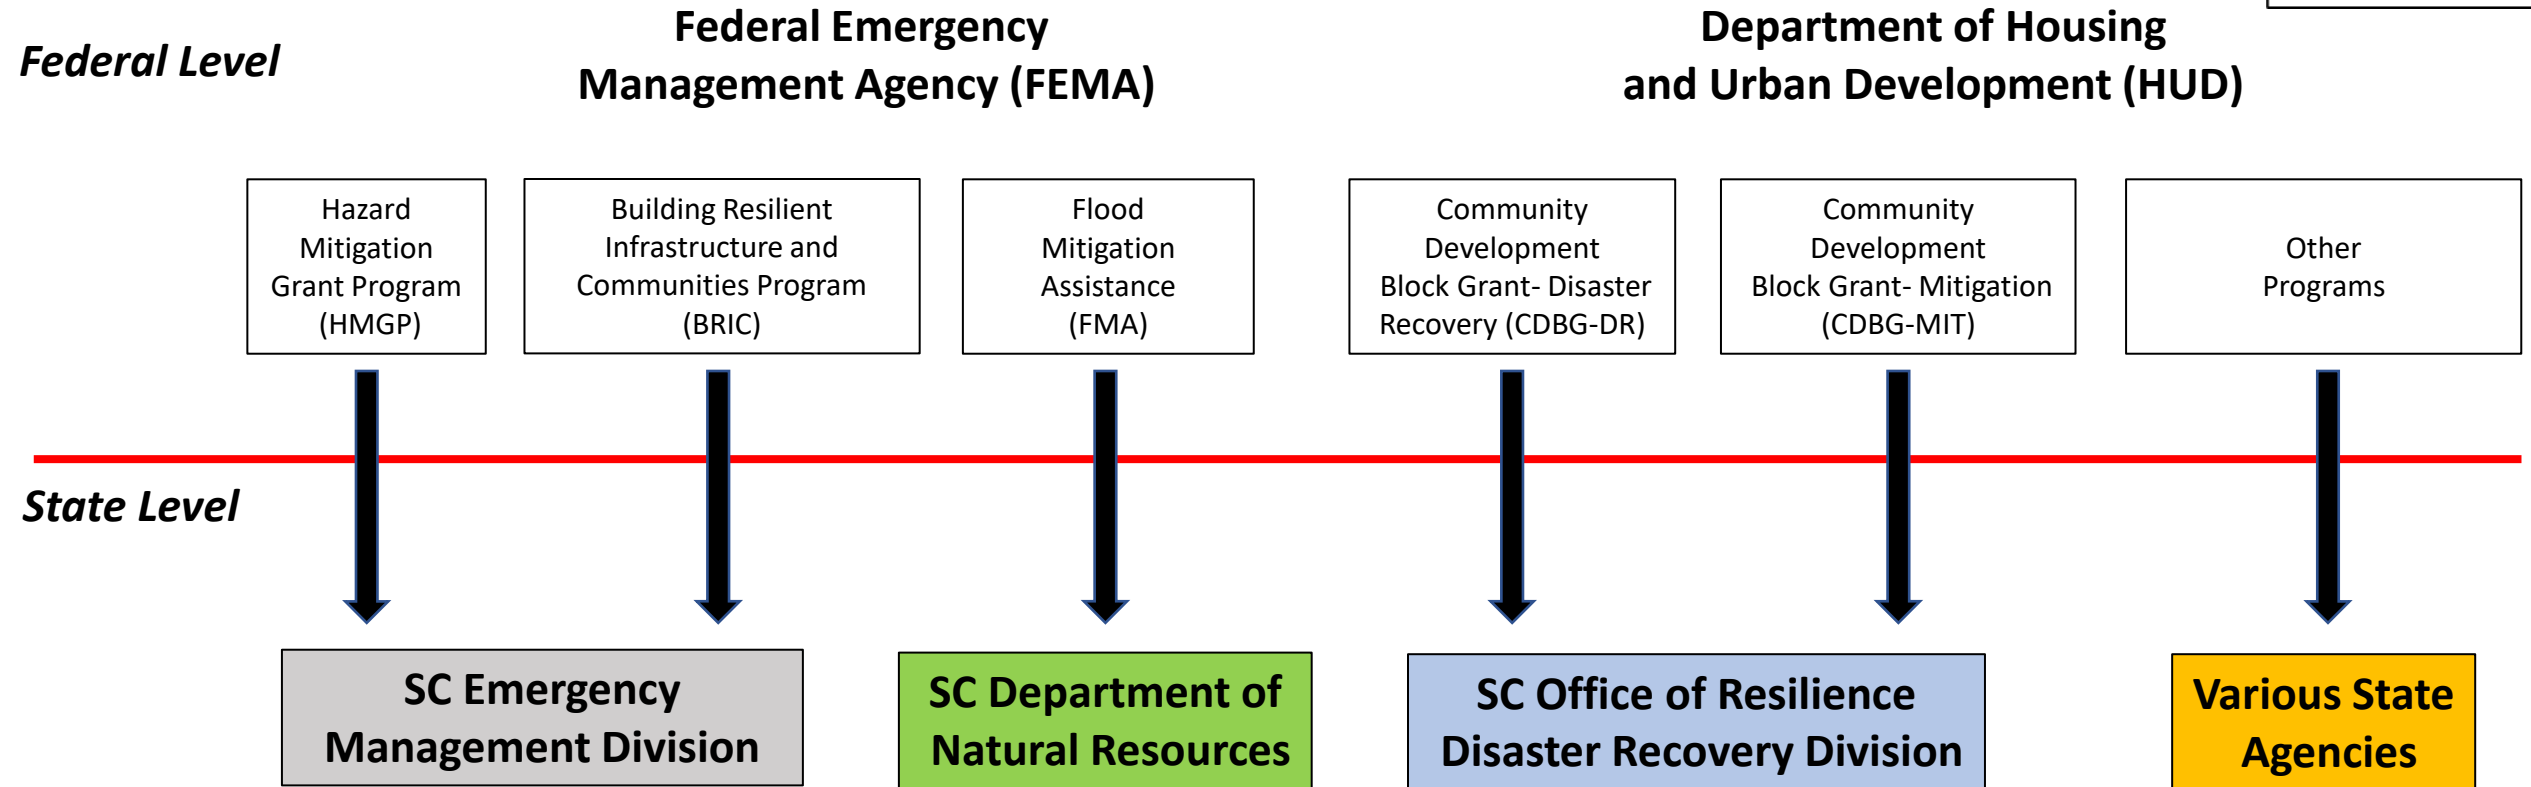 Federal Level
Federal Emergency
Management Agency (FEMA)
Department of Housing
and Urban Development (HUD)
Hazard
Mitigation
Grant Program
(HMGP)
Building Resilient
Infrastructure and
Communities Program
(BRIC)
Flood
Mitigation
Assistance
(FMA)
Community
Development
Block Grant- Disaster
Recovery (CDBG-DR)
Community
Development
Block Grant- Mitigation
(CDBG-MIT)
Other
Programs
State Level
SC Emergency
Management Division
SC Department of
Natural Resources
SC Office of Resilience
Disaster Recovery Division
Various State
Agencies